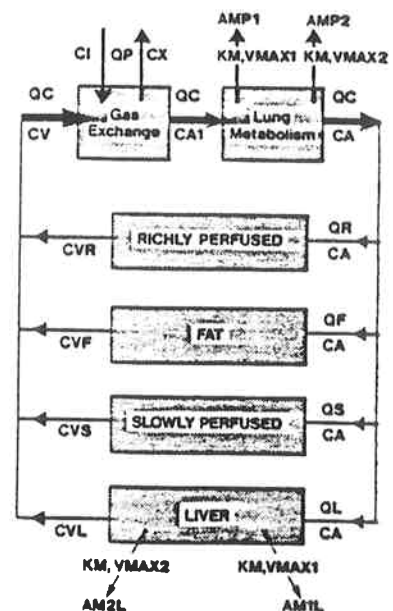 AMP1 AMP2
CI QP CX KM,VMAX1 KM,VMAX2
QC Gas Exchange QC Lung Metabolism QC
CV CA1 CA
RICHLY PERFUSED QR
CVR CA
FAT QF
CVF CA
SLOWLY PERFUSED QS
CVS CA
LIVER QL
CVL CA
KM, VMAX2 KM,VMAX1
AM2L AM1L